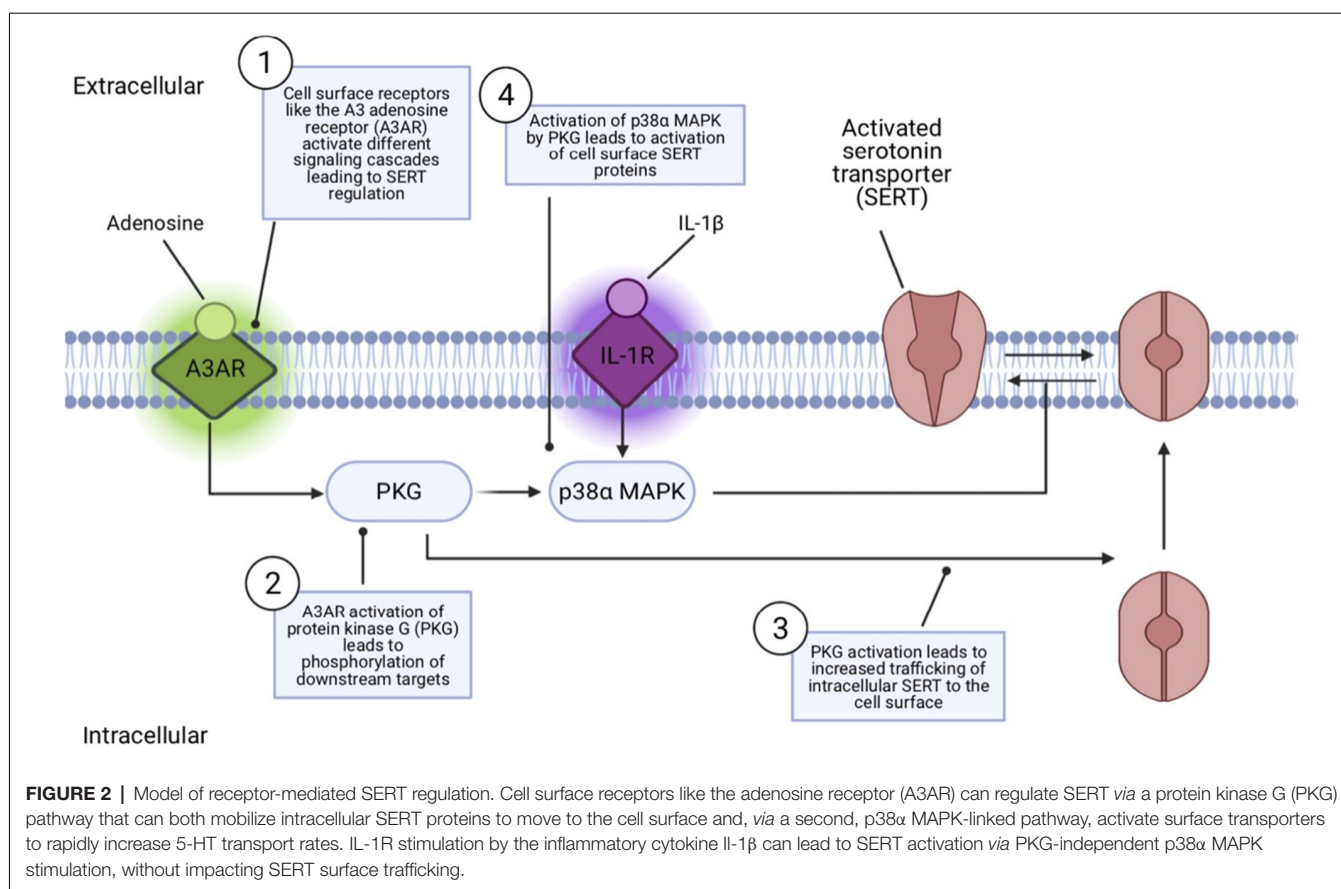 Extracellular
1
Cell surface receptors
like the A3 adenosine
receptor (A3AR)
activate different
signaling cascades
leading to SERT
regulation
4
Activation of p38α MAPK
by PKG leads to activation
of cell surface SERT
proteins
Activated
serotonin
transporter
(SERT)
Adenosine
IL-1β
A3AR
IL-1R
PKG
p38α MAPK
2
A3AR activation of
protein kinase G (PKG)
leads to
phosphorylation of
downstream targets
3
PKG activation leads to
increased trafficking of
intracellular SERT to the
cell surface
Intracellular
FIGURE 2 | Model of receptor-mediated SERT regulation. Cell surface receptors like the adenosine receptor (A3AR) can regulate SERT via a protein kinase G (PKG)
pathway that can both mobilize intracellular SERT proteins to move to the cell surface and, via a second, p38α MAPK-linked pathway, activate surface transporters
to rapidly increase 5-HT transport rates. IL-1R stimulation by the inflammatory cytokine Il-1β can lead to SERT activation via PKG-independent p38α MAPK
stimulation, without impacting SERT surface trafficking.